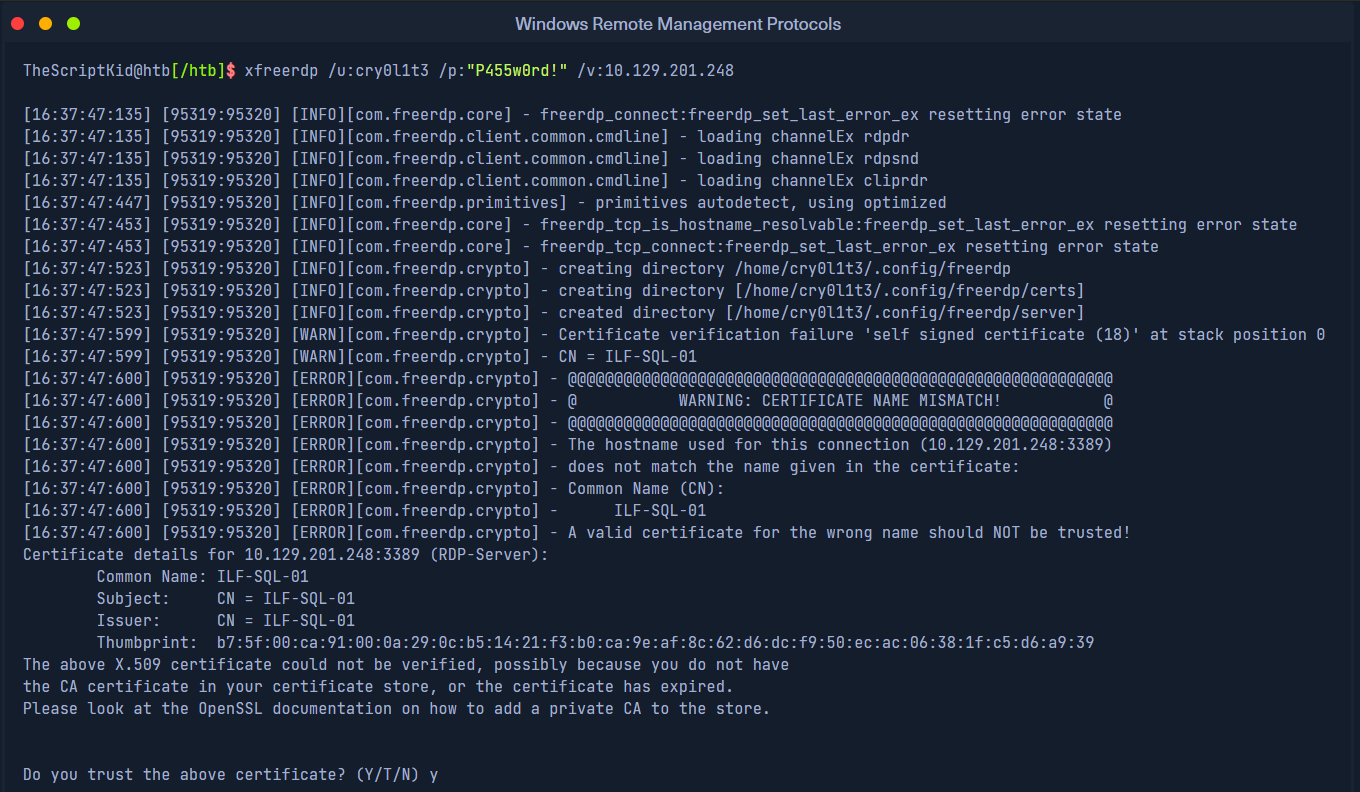 Windows Remote Management Protocols
TheScriptKid@htb[/htb]$ xfreerdp /u:cry0l1t3 /p:"P455w0rd!" /v:10.129.201.248
[16:37:47:135] [95319:95320] [INFO][com.freerdp.core] - freerdp_connect:freerdp_set_last_error_ex resetting error state
[16:37:47:135] [95319:95320] [INFO][com.freerdp.client.common.cmdline] - loading channelEx rdpdr
[16:37:47:135] [95319:95320] [INFO][com.freerdp.client.common.cmdline] - loading channelEx rdpsnd
[16:37:47:135] [95319:95320] [INFO][com.freerdp.client.common.cmdline] - loading channelEx cliprdr
[16:37:47:447] [95319:95320] [INFO][com.freerdp.primitives] - primitives autodetect, using optimized
[16:37:47:453] [95319:95320] [INFO][com.freerdp.core] - freerdp_tcp_is_hostname_resolvable:freerdp_set_last_error_ex resetting error state
[16:37:47:453] [95319:95320] [INFO][com.freerdp.core] - freerdp_tcp_connect:freerdp_set_last_error_ex resetting error state
[16:37:47:523] [95319:95320] [INFO][com.freerdp.crypto] - creating directory /home/cry0l1t3/.config/freerdp
[16:37:47:523] [95319:95320] [INFO][com.freerdp.crypto] - creating directory [/home/cry0l1t3/.config/freerdp/certs]
[16:37:47:523] [95319:95320] [INFO][com.freerdp.crypto] - created directory [/home/cry0l1t3/.config/freerdp/server]
[16:37:47:599] [95319:95320] [WARN][com.freerdp.crypto] - Certificate verification failure 'self signed certificate (18)' at stack position 0
[16:37:47:599] [95319:95320] [WARN][com.freerdp.crypto] - CN = ILF-SQL-01
[16:37:47:600] [95319:95320] [ERROR][com.freerdp.crypto] - @@@@@@@@@@@@@@@@@@@@@@@@@@@@@@@@@@@@@@@@@@@@@@@@@@@@@@@@@@@
[16:37:47:600] [95319:95320] [ERROR][com.freerdp.crypto] - @           WARNING: CERTIFICATE NAME MISMATCH!           @
[16:37:47:600] [95319:95320] [ERROR][com.freerdp.crypto] - @@@@@@@@@@@@@@@@@@@@@@@@@@@@@@@@@@@@@@@@@@@@@@@@@@@@@@@@@@@
[16:37:47:600] [95319:95320] [ERROR][com.freerdp.crypto] - The hostname used for this connection (10.129.201.248:3389)
[16:37:47:600] [95319:95320] [ERROR][com.freerdp.crypto] - does not match the name given in the certificate:
[16:37:47:600] [95319:95320] [ERROR][com.freerdp.crypto] - Common Name (CN):
[16:37:47:600] [95319:95320] [ERROR][com.freerdp.crypto] -      ILF-SQL-01
[16:37:47:600] [95319:95320] [ERROR][com.freerdp.crypto] - A valid certificate for the wrong name should NOT be trusted!
Certificate details for 10.129.201.248:3389 (RDP-Server):
        Common Name: ILF-SQL-01
        Subject:     CN = ILF-SQL-01
        Issuer:      CN = ILF-SQL-01
        Thumbprint:  b7:5f:00:ca:91:00:0a:29:0c:b5:14:21:f3:b0:ca:9e:af:8c:62:d6:dc:f9:50:ec:ac:06:38:1f:c5:d6:a9:39
The above X.509 certificate could not be verified, possibly because you do not have
the CA certificate in your certificate store, or the certificate has expired.
Please look at the OpenSSL documentation on how to add a private CA to the store.
Do you trust the above certificate? (Y/T/N) y